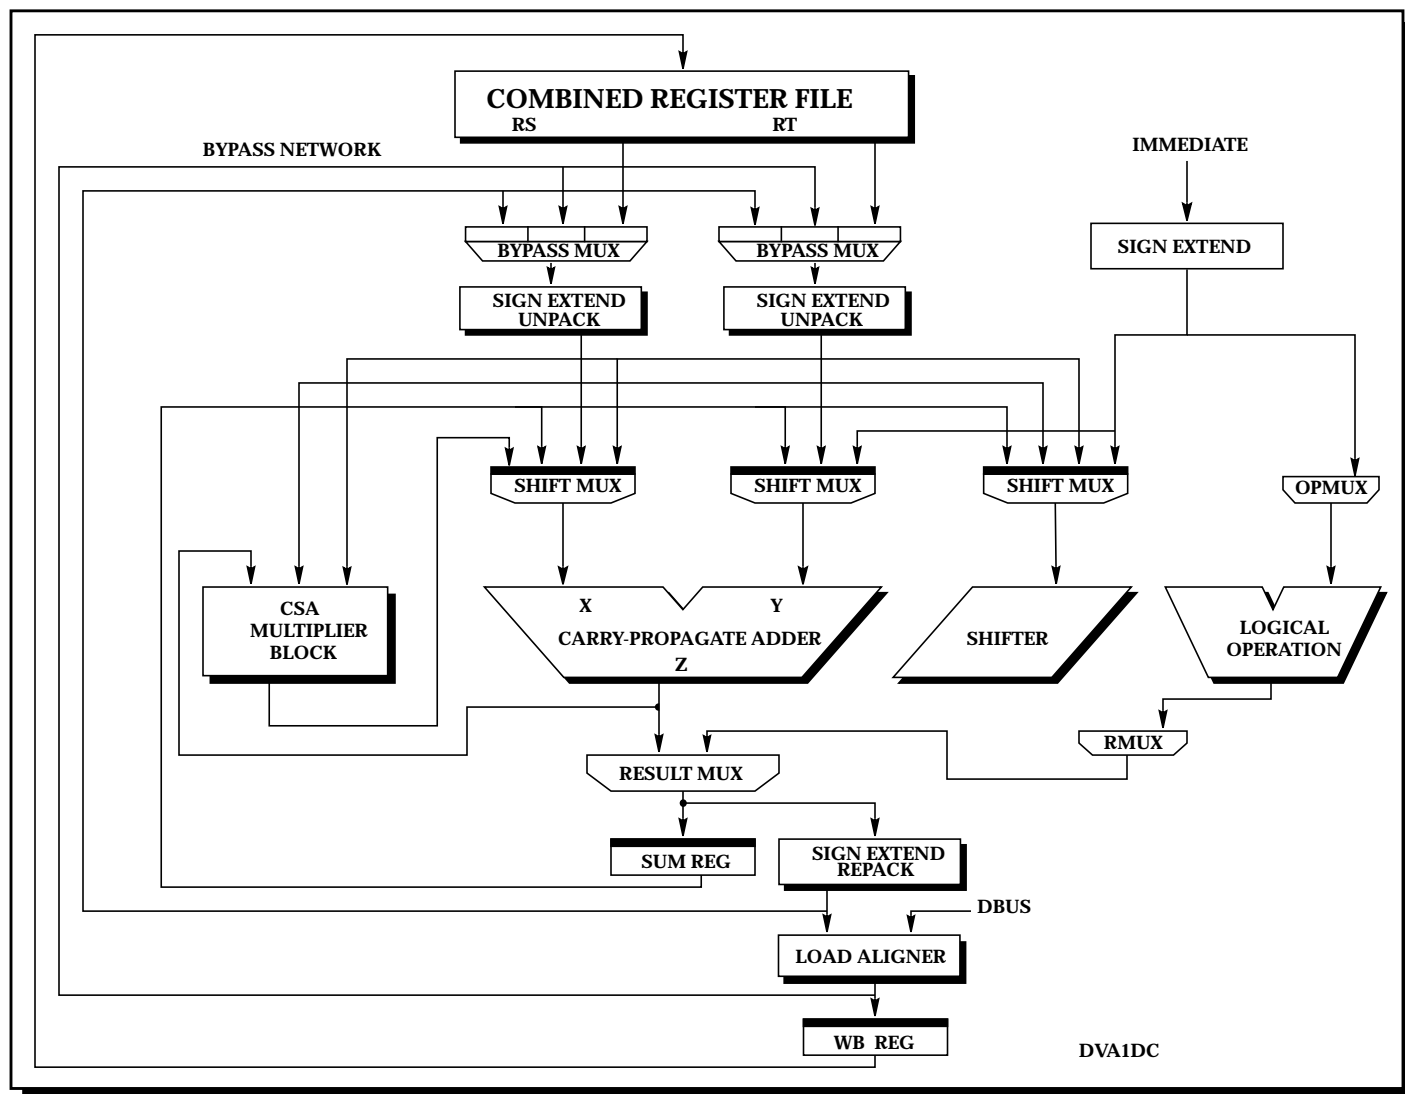 COMBINED REGISTER FILE
RS RT
BYPASS NETWORK
IMMEDIATE
BYPASS MUX
BYPASS MUX
SIGN EXTEND
SIGN EXTEND
UNPACK
SIGN EXTEND
UNPACK
SHIFT MUX
SHIFT MUX
SHIFT MUX
OPMUX
CSA
MULTIPLIER
BLOCK
X Y
CARRY-PROPAGATE ADDER
Z
SHIFTER
LOGICAL
OPERATION
RMUX
RESULT MUX
SUM REG
SIGN EXTEND
REPACK
DBUS
LOAD ALIGNER
WB REG
DVA1DC